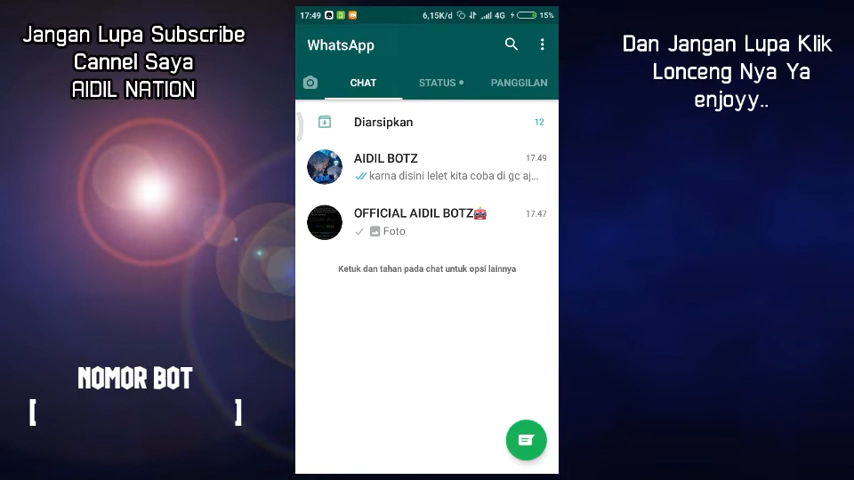 Jangan Lupa Subscribe
Cannel Saya
AIDIL NATION
NOMOR BOT
[ ]
17:49 6,15K/d 4G 15%
WhatsApp
CHAT STATUS PANGGILAN
Diarsipkan 12
AIDIL BOTZ 17.49
karna disini lelet kita coba di gc aj...
OFFICIAL AIDIL BOTZ 17.47
Foto
Ketuk dan tahan pada chat untuk opsi lainnya
Dan Jangan Lupa Klik
Lonceng Nya Ya
enjoyy..